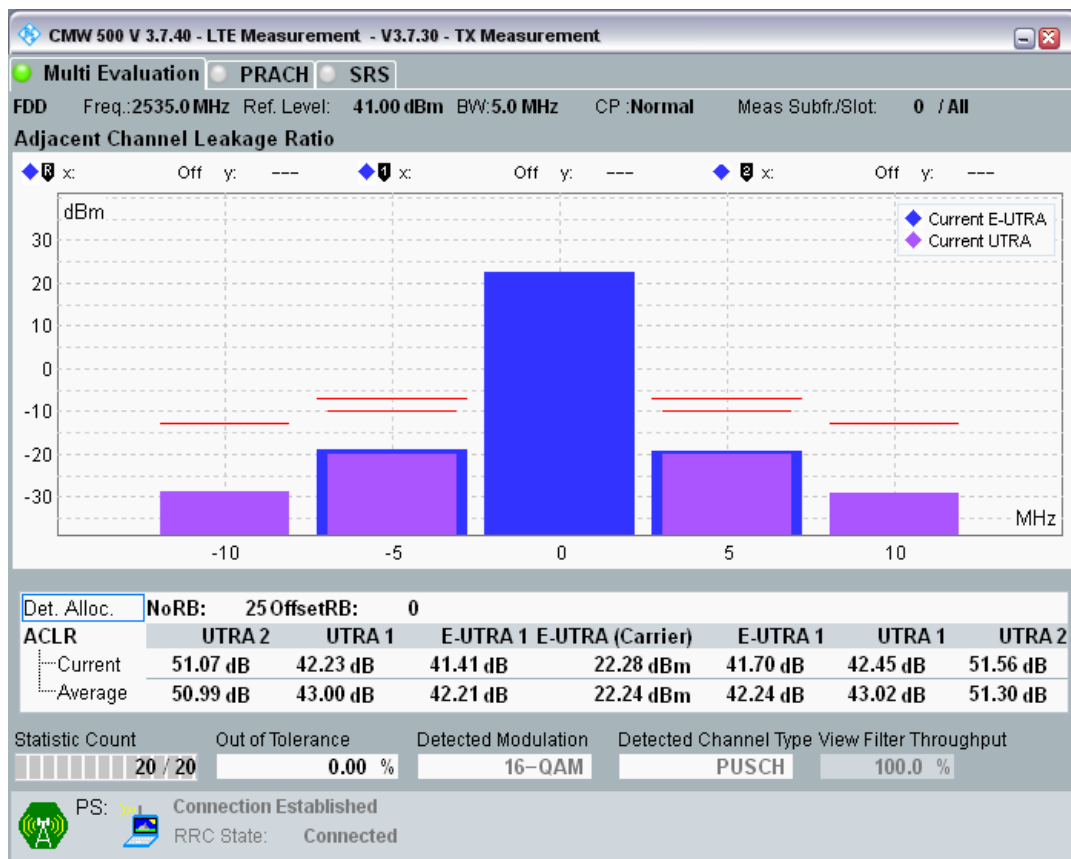 CMW 500 V 3.7.40 - LTE Measurement - V3.7.30 - TX Measurement
Multi Evaluation PRACH SRS
FDD Freq.:2535.0 MHz Ref. Level: 41.00 dBm BW:5.0 MHz CP :Normal Meas Subfr./Slot: 0 / All
Adjacent Channel Leakage Ratio
R x: Off y: --- 1 x: Off y: --- 2 x: Off y: ---
dBm
Current E-UTRA
Current UTRA
30
20
10
0
-10
-20
-30
MHz
-10 -5 0 5 10
Det. Alloc. NoRB: 25 OffsetRB: 0
ACLR UTRA 2 UTRA 1 E-UTRA 1 E-UTRA (Carrier) E-UTRA 1 UTRA 1 UTRA 2
Current 51.07 dB 42.23 dB 41.41 dB 22.28 dBm 41.70 dB 42.45 dB 51.56 dB
Average 50.99 dB 43.00 dB 42.21 dB 22.24 dBm 42.24 dB 43.02 dB 51.30 dB
Statistic Count Out of Tolerance Detected Modulation Detected Channel Type View Filter Throughput
20 / 20 0.00 % 16-QAM PUSCH 100.0 %
PS: Connection Established
RRC State: Connected